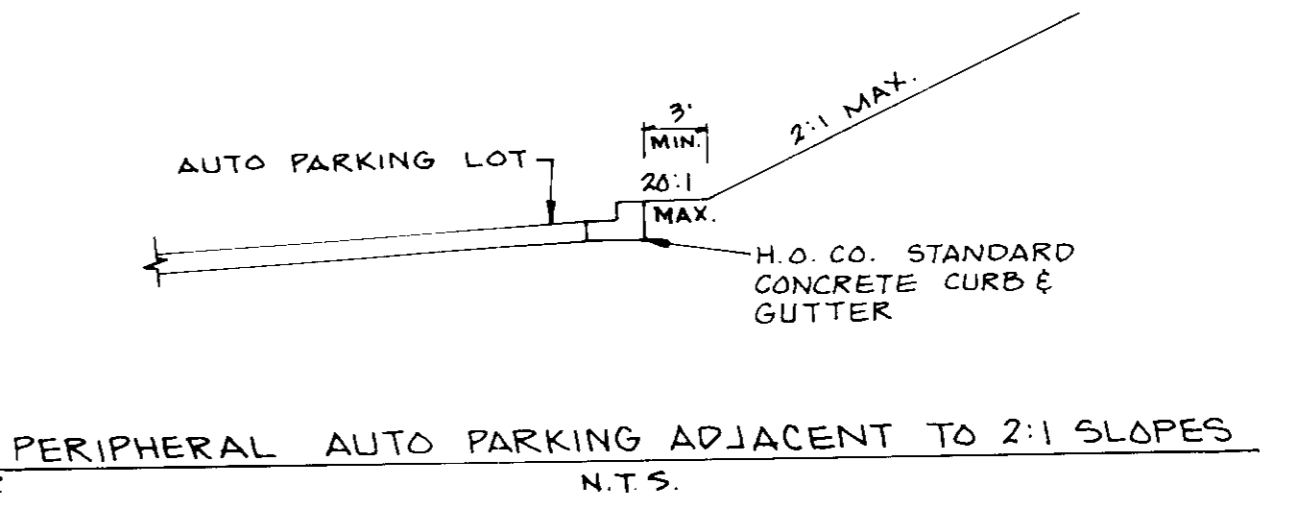 AUTO PARKING LOT
3'
MIN.
20:1
MAX.
2:1 MAX.
H.O. CO. STANDARD
CONCRETE CURB &
GUTTER
PERIPHERAL AUTO PARKING ADJACENT TO 2:1 SLOPES
N.T.S.